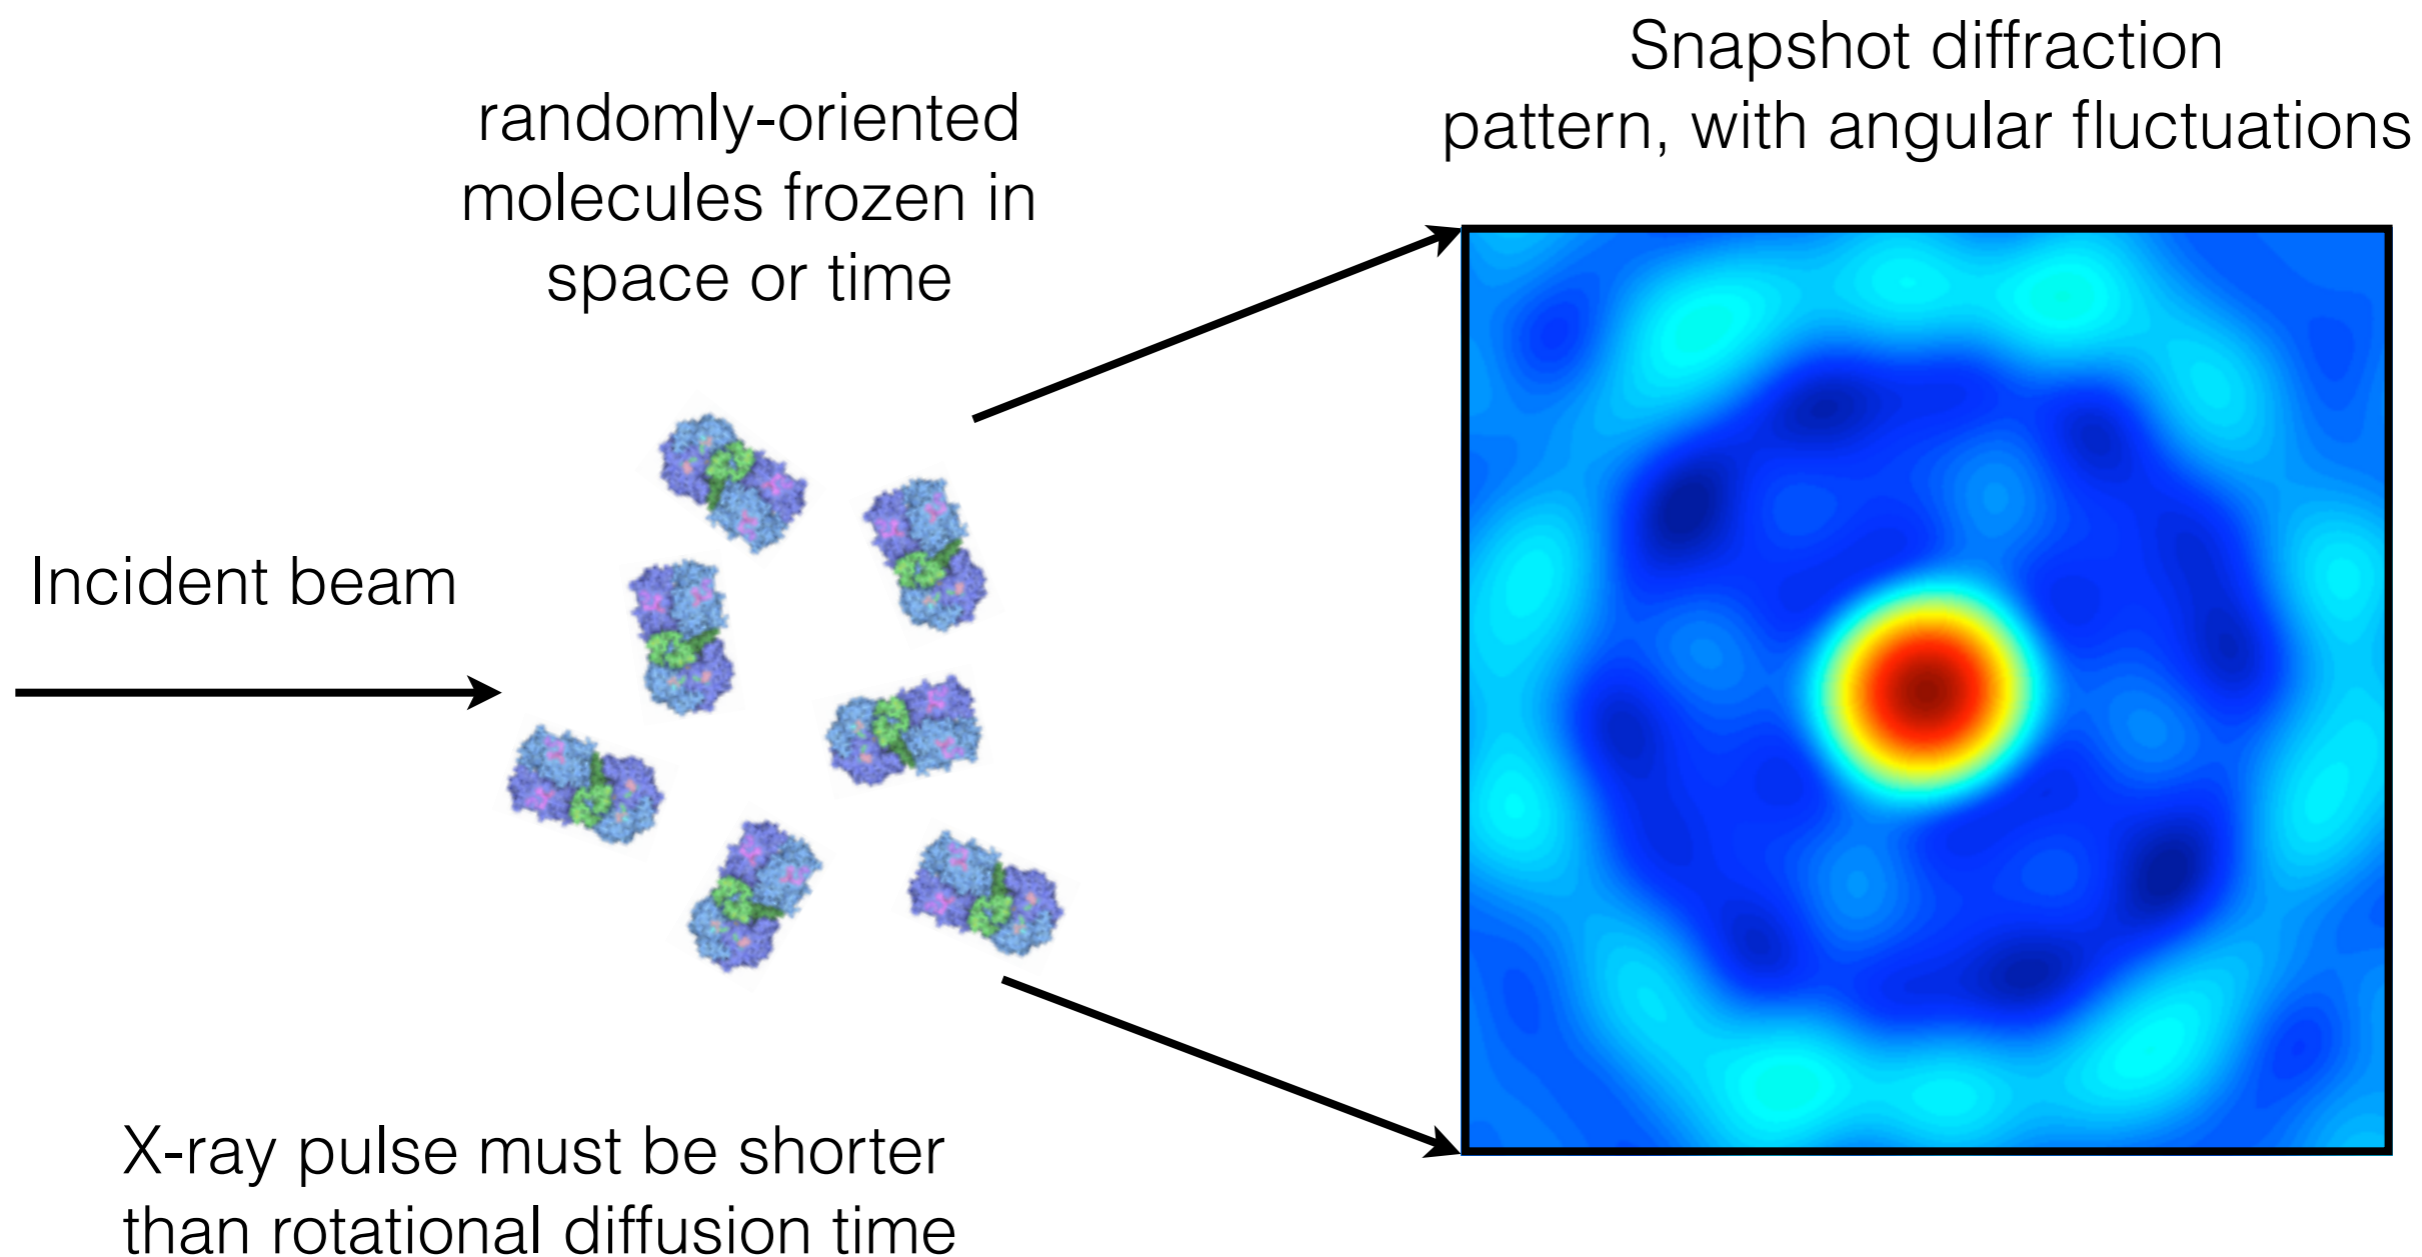 Snapshot diffraction
pattern, with angular fluctuations
randomly-oriented
molecules frozen in
space or time
Incident beam
X-ray pulse must be shorter
than rotational diffusion time